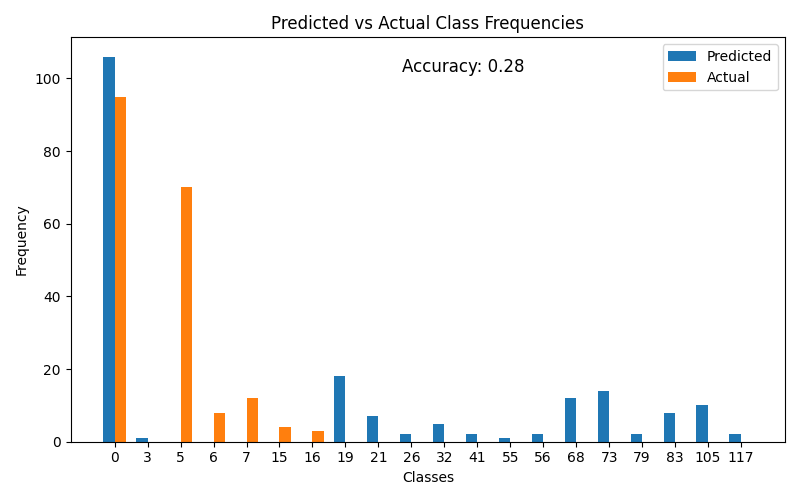 Predicted vs Actual Class Frequencies
Accuracy: 0.28
Predicted
Actual
Frequency
100
80
60
40
20
0
0 3 5 6 7 15 16 19 21 26 32 41 55 56 68 73 79 83 105 117
Classes